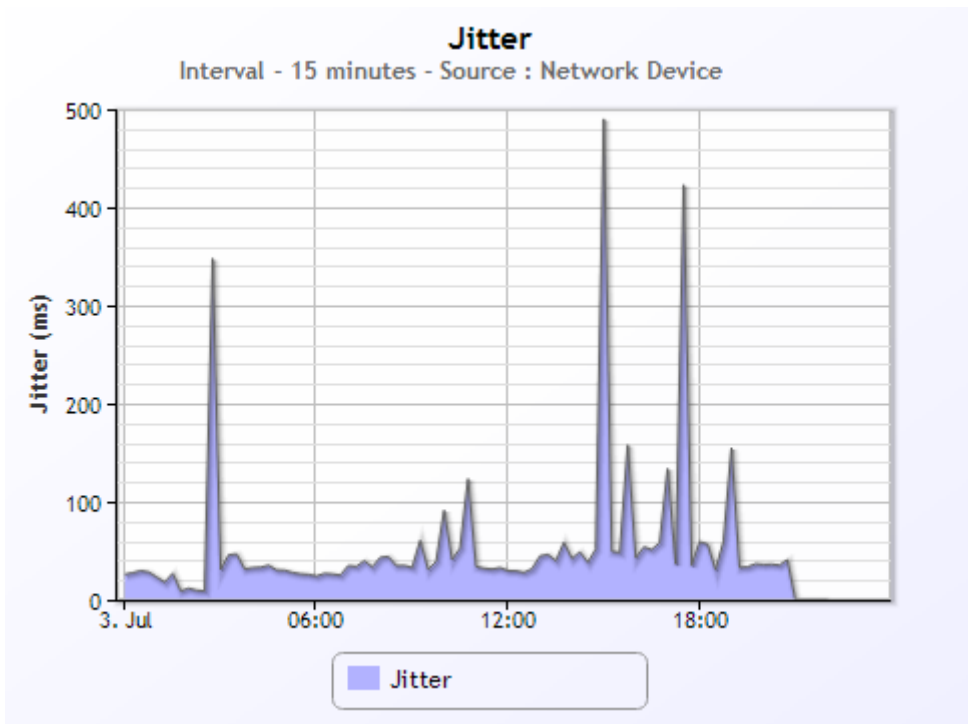 Jitter
Interval - 15 minutes - Source : Network Device
500
400
300
200
100
0
Jitter (ms)
3. Jul 06:00 12:00 18:00
Jitter